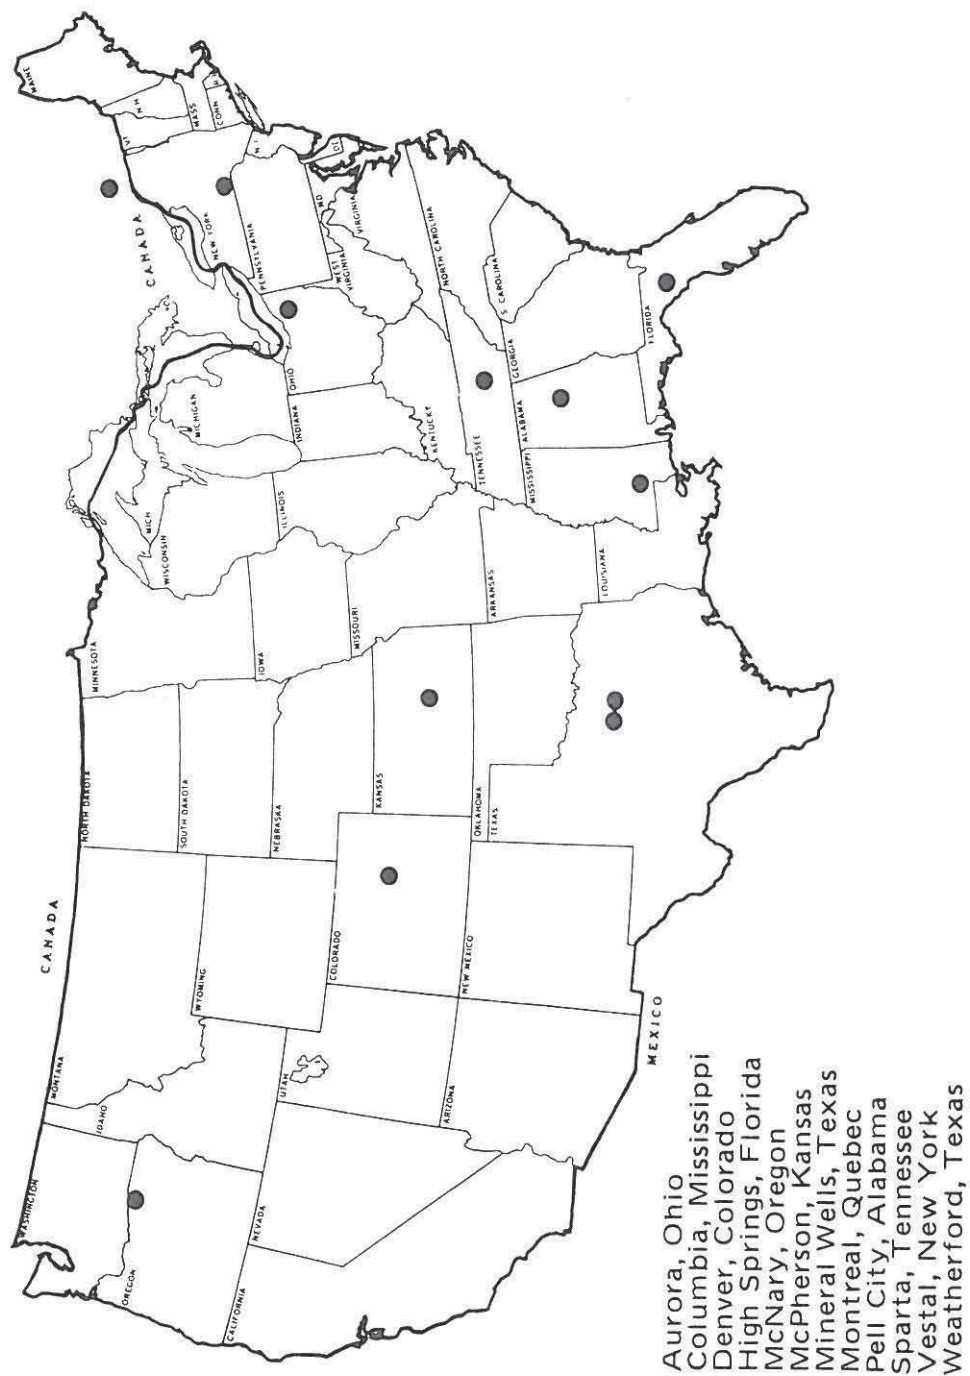 CANADA
CANADA
MEXICO
WASHINGTON
MONTANA
NORTH DAKOTA
MINNESOTA
OREGON
IDAHO
SOUTH DAKOTA
WISCONSIN
MICH
MICHIGAN
MAINE
VT
N H
MASS
CONN
R I
NEW YORK
WYOMING
NEBRASKA
IOWA
ILLINOIS
INDIANA
OHIO
PENNSYLVANIA
N J
MD
DE
CALIFORNIA
NEVADA
UTAH
COLORADO
KANSAS
MISSOURI
KENTUCKY
WEST
VIRGINIA
VIRGINIA
ARIZONA
NEW MEXICO
OKLAHOMA
TEXAS
ARKANSAS
TENNESSEE
NORTH CAROLINA
S CAROLINA
LOUISIANA
MISSISSIPPI
ALABAMA
GEORGIA
FLORIDA
Aurora, Ohio
Columbia, Mississippi
Denver, Colorado
High Springs, Florida
McNary, Oregon
McPherson, Kansas
Mineral Wells, Texas
Montreal, Quebec
Pell City, Alabama
Sparta, Tennessee
Vestal, New York
Weatherford, Texas